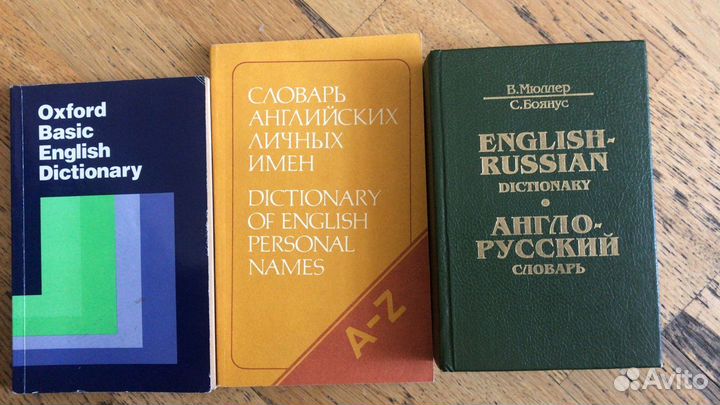 Oxford
Basic
English
Dictionary
СЛОВАРЬ
АНГЛИЙСКИХ
ЛИЧНЫХ
ИМЕН
DICTIONARY
OF ENGLISH
PERSONAL
NAMES
A–Z
В. Мюллер
С. Боянус
ENGLISH-
RUSSIAN
DICTIONARY
АНГЛО-
РУССКИЙ
СЛОВАРЬ
Avito